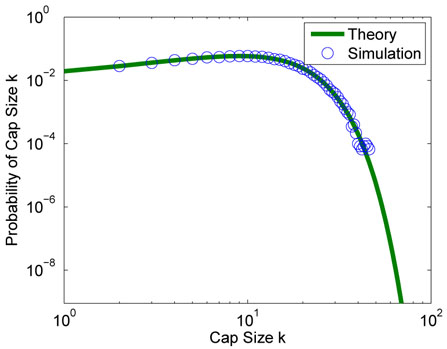 10^0
Theory
Simulation
10^-2
10^-4
10^-6
10^-8
Probability of Cap Size k
10^0
10^1
10^2
Cap Size k